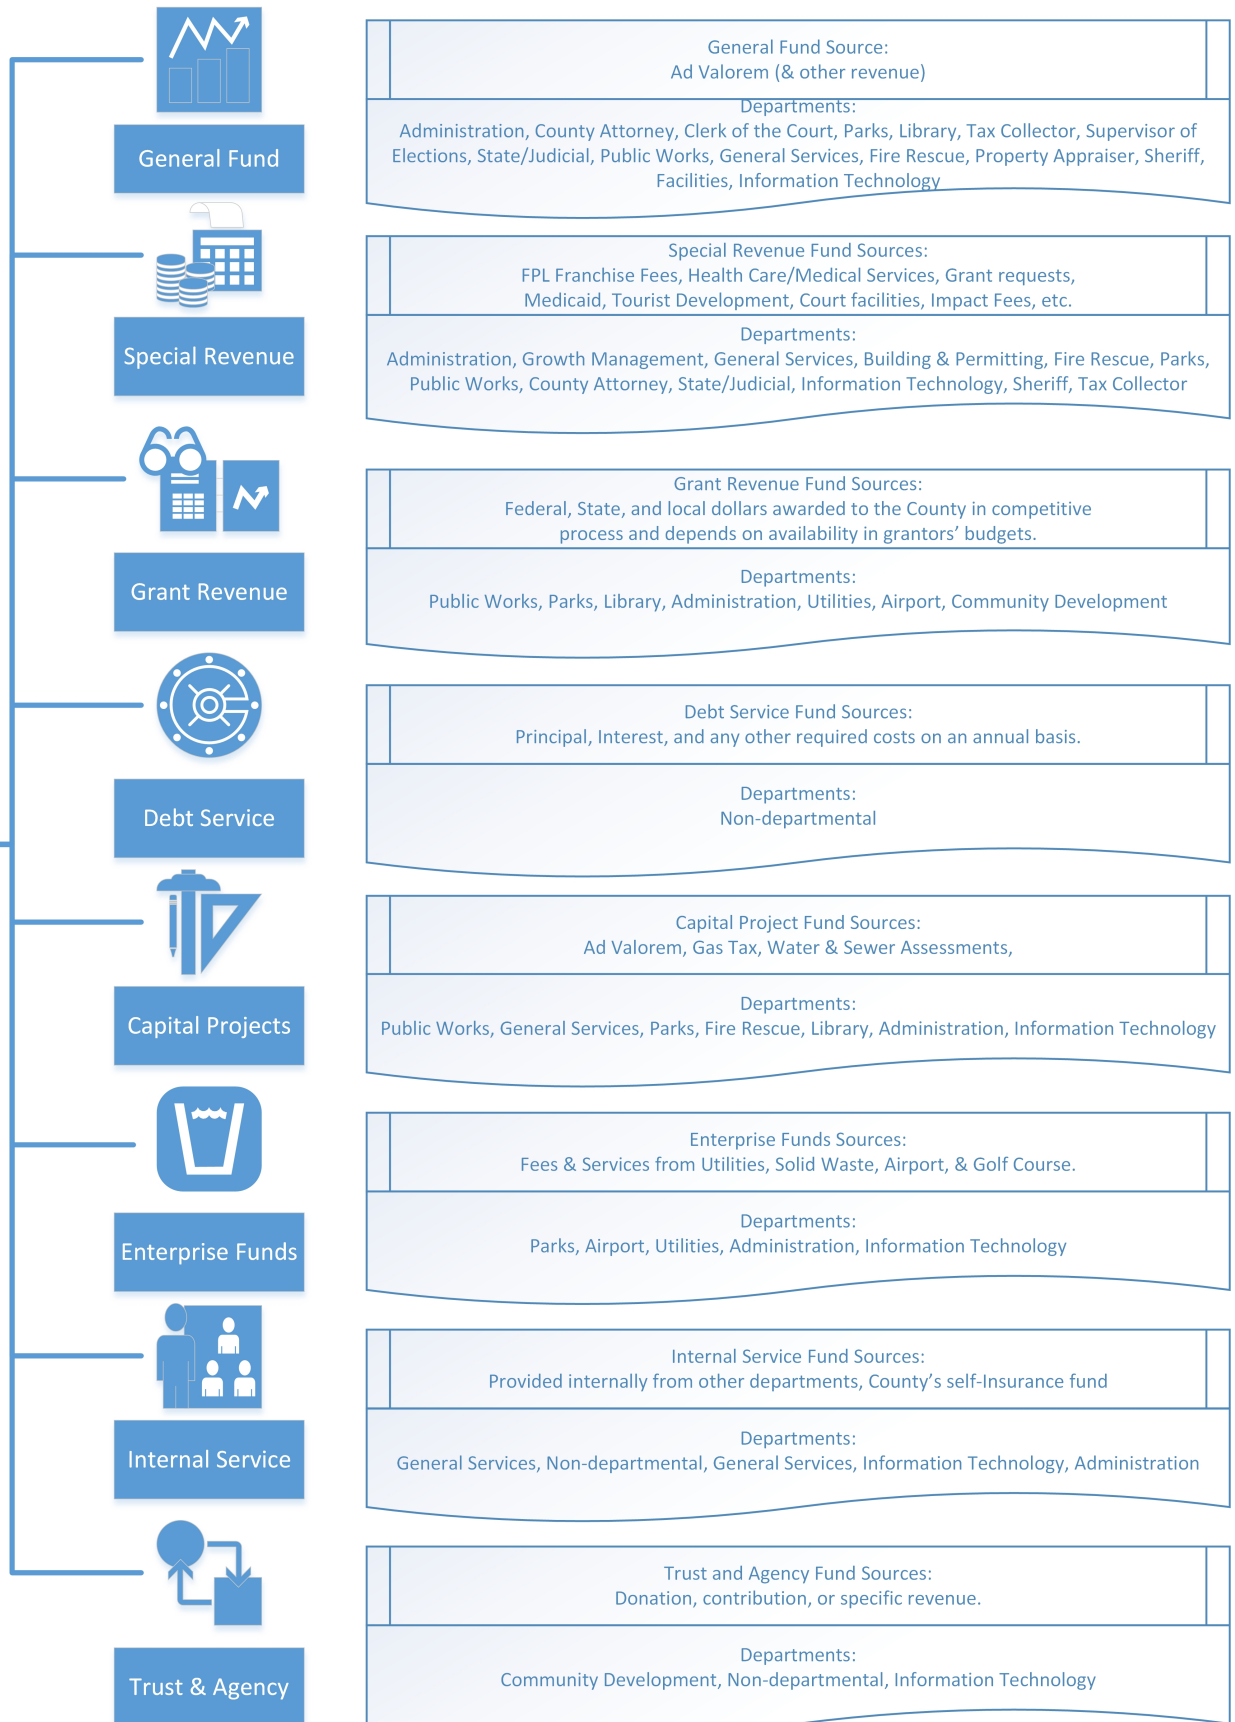 General Fund
General Fund Source:
Ad Valorem (& other revenue)
Departments:
Administration, County Attorney, Clerk of the Court, Parks, Library, Tax Collector, Supervisor of
Elections, State/Judicial, Public Works, General Services, Fire Rescue, Property Appraiser, Sheriff,
Facilities, Information Technology
Special Revenue
Special Revenue Fund Sources:
FPL Franchise Fees, Health Care/Medical Services, Grant requests,
Medicaid, Tourist Development, Court facilities, Impact Fees, etc.
Departments:
Administration, Growth Management, General Services, Building & Permitting, Fire Rescue, Parks,
Public Works, County Attorney, State/Judicial, Information Technology, Sheriff, Tax Collector
Grant Revenue
Grant Revenue Fund Sources:
Federal, State, and local dollars awarded to the County in competitive
process and depends on availability in grantors’ budgets.
Departments:
Public Works, Parks, Library, Administration, Utilities, Airport, Community Development
Debt Service
Debt Service Fund Sources:
Principal, Interest, and any other required costs on an annual basis.
Departments:
Non-departmental
Capital Projects
Capital Project Fund Sources:
Ad Valorem, Gas Tax, Water & Sewer Assessments,
Departments:
Public Works, General Services, Parks, Fire Rescue, Library, Administration, Information Technology
Enterprise Funds
Enterprise Funds Sources:
Fees & Services from Utilities, Solid Waste, Airport, & Golf Course.
Departments:
Parks, Airport, Utilities, Administration, Information Technology
Internal Service
Internal Service Fund Sources:
Provided internally from other departments, County’s self-Insurance fund
Departments:
General Services, Non-departmental, General Services, Information Technology, Administration
Trust & Agency
Trust and Agency Fund Sources:
Donation, contribution, or specific revenue.
Departments:
Community Development, Non-departmental, Information Technology